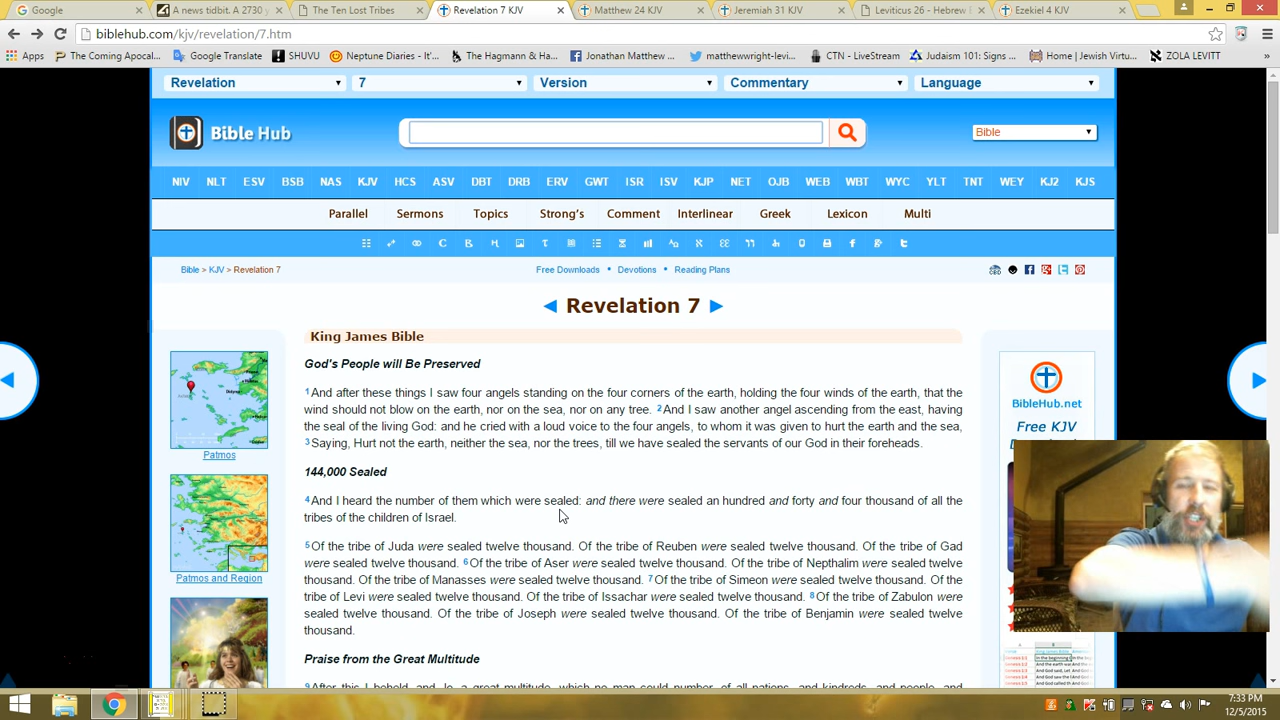 Google
A news tidbit. A 2730 y
The Ten Lost Tribes
Revelation 7 KJV
Matthew 24 KJV
Jeremiah 31 KJV
Leviticus 26 - Hebrew
Ezekiel 4 KJV
biblehub.com/kjv/revelation/7.htm
Apps
The Coming Apocal...
Google Translate
SHUVU
Neptune Diaries - It'...
The Hagmann & Ha...
Jonathan Matthew ...
matthewwright-levi...
CTN - LiveStream
Judaism 101: Signs ...
Home | Jewish Virtu...
ZOLA LEVITT
»
Revelation
7
Version
Commentary
Language
Bible Hub
Bible
NIV NLT ESV BSB NAS KJV HCS ASV DBT DRB ERV GWT ISR ISV KJP NET OJB WEB WBT WYC YLT TNT WEY KJ2 KJS
Parallel Sermons Topics Strong's Comment Interlinear Greek Lexicon Multi
Bible > KJV > Revelation 7
Free Downloads • Devotions • Reading Plans
◄ Revelation 7 ►
King James Bible
God's People will Be Preserved
1And after these things I saw four angels standing on the four corners of the earth, holding the four winds of the earth, that the
wind should not blow on the earth, nor on the sea, nor on any tree. 2And I saw another angel ascending from the east, having
the seal of the living God: and he cried with a loud voice to the four angels, to whom it was given to hurt the earth and the sea,
3Saying, Hurt not the earth, neither the sea, nor the trees, till we have sealed the servants of our God in their foreheads.
144,000 Sealed
4And I heard the number of them which were sealed: and there were sealed an hundred and forty and four thousand of all the
tribes of the children of Israel.
5Of the tribe of Juda were sealed twelve thousand. Of the tribe of Reuben were sealed twelve thousand. Of the tribe of Gad
were sealed twelve thousand. 6Of the tribe of Aser were sealed twelve thousand. Of the tribe of Nepthalim were sealed twelve
thousand. Of the tribe of Manasses were sealed twelve thousand. 7Of the tribe of Simeon were sealed twelve thousand. Of the
tribe of Levi were sealed twelve thousand. Of the tribe of Issachar were sealed twelve thousand. 8Of the tribe of Zabulon were
sealed twelve thousand. Of the tribe of Joseph were sealed twelve thousand. Of the tribe of Benjamin were sealed twelve
thousand.
Praise from the Great Multitude
Patmos
Patmos and Region
BibleHub.net
Free KJV
7:33 PM
12/5/2015